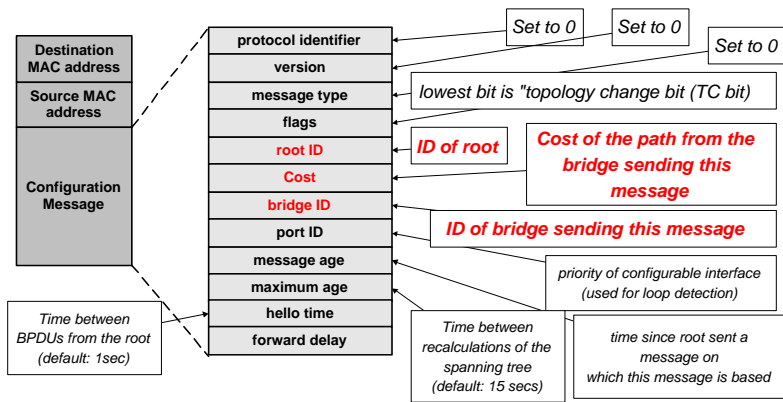 Destination
MAC address
Source MAC
address
Configuration
Message
protocol identifier
version
message type
flags
root ID
Cost
bridge ID
port ID
message age
maximum age
hello time
forward delay
Set to 0
Set to 0
Set to 0
lowest bit is "topology change bit (TC bit)
ID of root
Cost of the path from the
bridge sending this
message
ID of bridge sending this message
priority of configurable interface
(used for loop detection)
Time between
BPDUs from the root
(default: 1sec)
Time between
recalculations of the
spanning tree
(default: 15 secs)
time since root sent a
message on
which this message is based